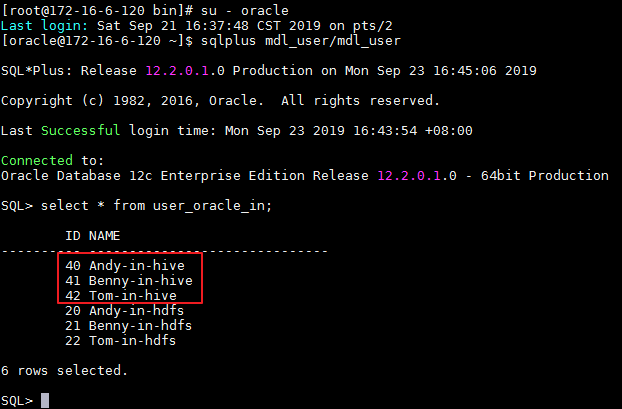 [root@172-16-6-120 bin]# su - oracle
Last login: Sat Sep 21 16:37:48 CST 2019 on pts/2
[oracle@172-16-6-120 ~]$ sqlplus mdl_user/mdl_user
SQL*Plus: Release 12.2.0.1.0 Production on Mon Sep 23 16:45:06 2019
Copyright (c) 1982, 2016, Oracle.  All rights reserved.
Last Successful login time: Mon Sep 23 2019 16:43:54 +08:00
Connected to:
Oracle Database 12c Enterprise Edition Release 12.2.0.1.0 - 64bit Production
SQL> select * from user_oracle_in;
        ID NAME
---------- ------------------------------
        40 Andy-in-hive
        41 Benny-in-hive
        42 Tom-in-hive
        20 Andy-in-hdfs
        21 Benny-in-hdfs
        22 Tom-in-hdfs
6 rows selected.
SQL>